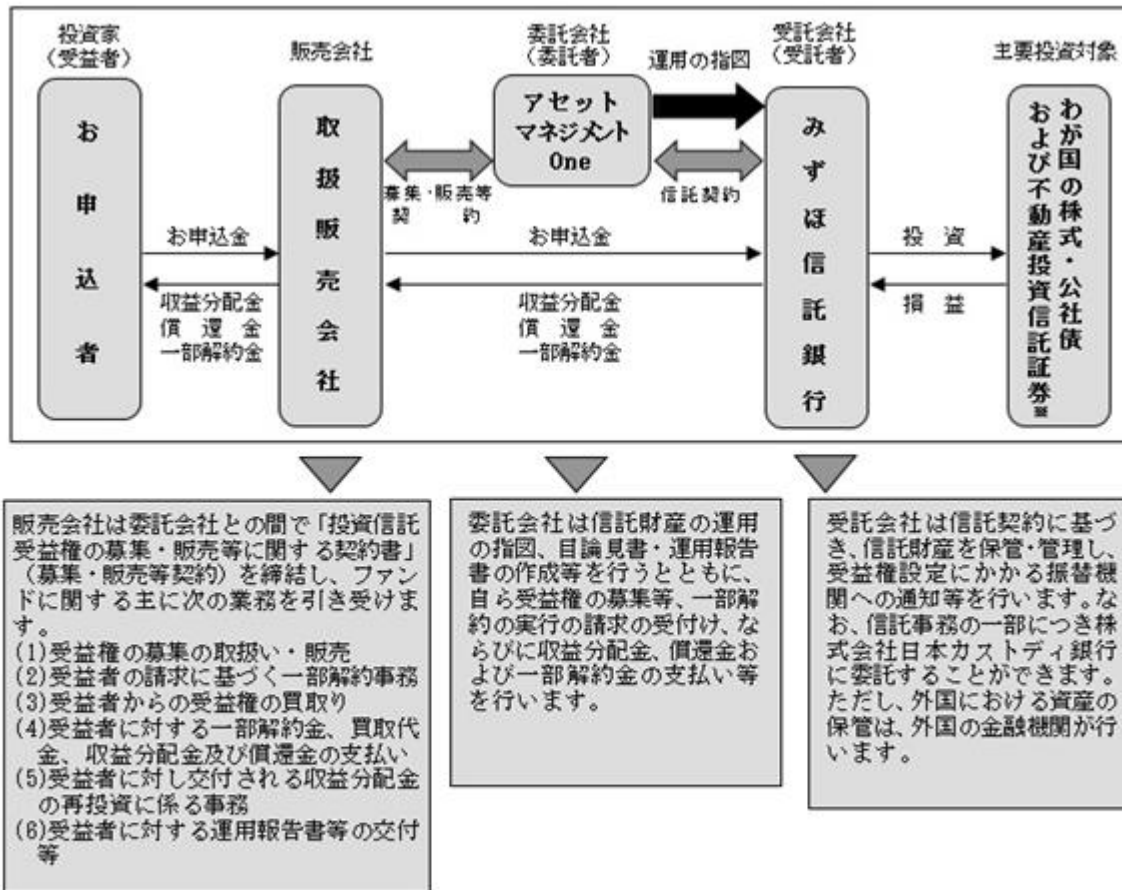 投資家
（受益者）
お申込者
販売会社
取扱販売会社
委託会社
（委託者）
アセット
マネジメント
One
運用の指図
受託会社
（受託者）
みずほ信託銀行
主要投資対象
わが国の株式・公社債
および不動産投資信託証券※
募集・販売等
契　　約
信託契約
お申込金
収益分配金
償　還　金
一部解約金
お申込金
収益分配金
償　還　金
一部解約金
投　資
損　益
販売会社は委託会社との間で「投資信託
受益権の募集・販売等に関する契約書」
（募集・販売等契約）を締結し、ファン
ドに関する主に次の業務を引き受けま
す。
(1)受益権の募集の取扱い・販売
(2)受益者の請求に基づく一部解約事務
(3)受益者からの受益権の買取り
(4)受益者に対する一部解約金、買取代
金、収益分配金及び償還金の支払い
(5)受益者に対し交付される収益分配金
の再投資に係る事務
(6)受益者に対する運用報告書等の交付
等
委託会社は信託財産の運用
の指図、目論見書・運用報告
書の作成等を行うとともに、
自ら受益権の募集等、一部解
約の実行の請求の受付け、な
らびに収益分配金、償還金お
よび一部解約金の支払い等
を行います。
受託会社は信託契約に基づ
き、信託財産を保管・管理し、
受益権設定にかかる振替機
関への通知等を行います。な
お、信託事務の一部につき株
式会社日本カストディ銀行
に委託することができます。
ただし、外国における資産の
保管は、外国の金融機関が行
います。